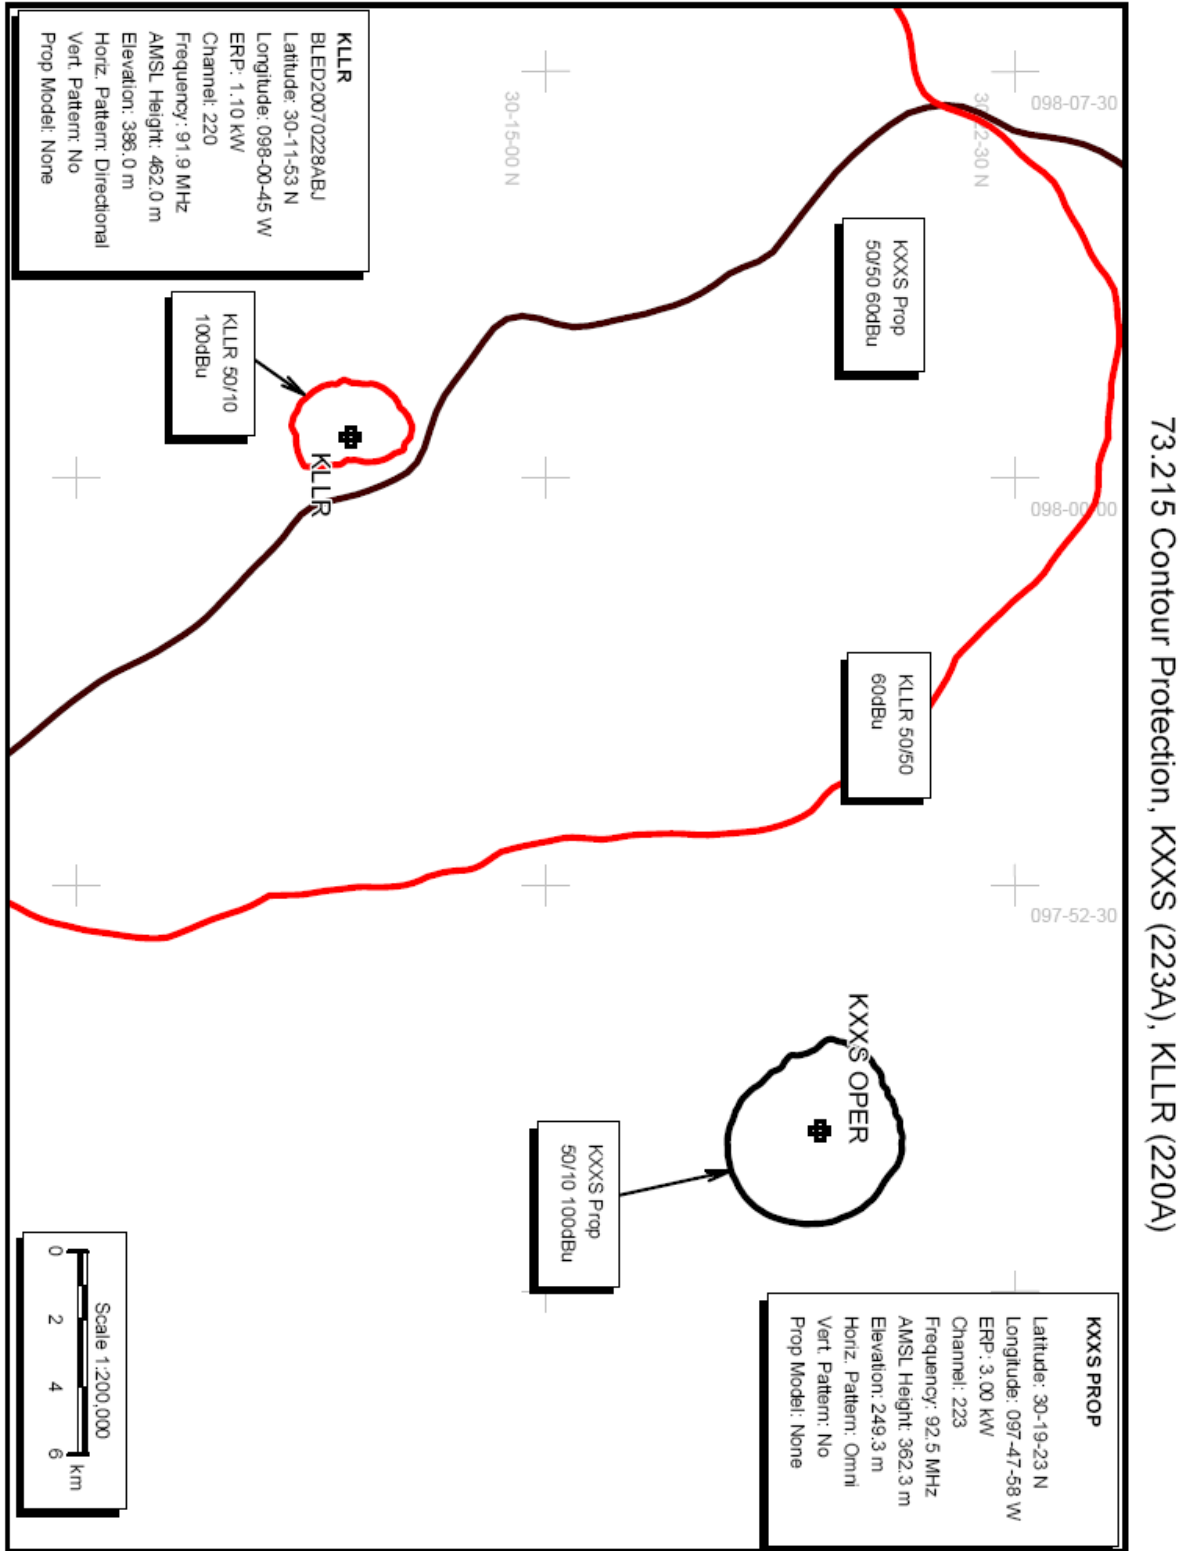 73.215 Contour Protection, KXXS (223A), KLLR (220A)
098-07-30
098-00-00
097-52-30
30-22-30 N
30-15-00 N
KXXS PROP
Latitude: 30-19-23 N
Longitude: 097-47-58 W
ERP: 3.00 kW
Channel: 223
Frequency: 92.5 MHz
AMSL Height: 362.3 m
Elevation: 249.3 m
Horiz. Pattern: Omni
Vert. Pattern: No
Prop Model: None
KXXS Prop
50/50 60dBu
KLLR 50/50
60dBu
KXXS OPER
KXXS Prop
50/10 100dBu
KLLR
KLLR 50/10
100dBu
KLLR
BLED20070228ABJ
Latitude: 30-11-53 N
Longitude: 098-00-45 W
ERP: 1.10 kW
Channel: 220
Frequency: 91.9 MHz
AMSL Height: 462.0 m
Elevation: 386.0 m
Horiz. Pattern: Directional
Vert. Pattern: No
Prop Model: None
Scale 1:200,000
0 2 4 6
km